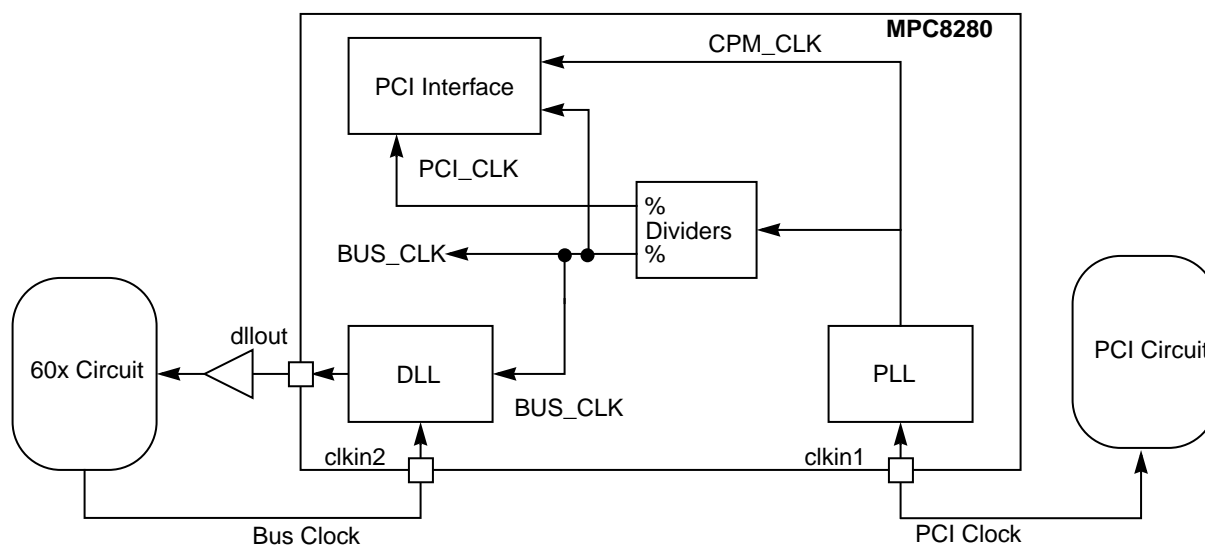 MPC8280
CPM_CLK
PCI Interface
PCI_CLK
%
Dividers
BUS_CLK
%
dllout
60x Circuit
DLL
PLL
PCI Circuit
BUS_CLK
clkin2
clkin1
Bus Clock
PCI Clock